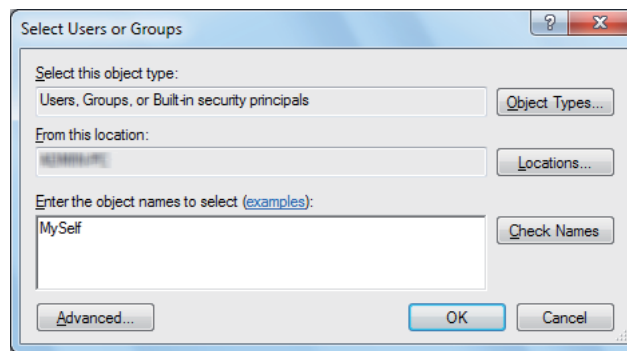 Select Users or Groups
Select this object type:
Users, Groups, or Built-in security principals
Object Types...
From this location:
Locations...
Enter the object names to select (examples):
MySelf
Check Names
Advanced...
OK
Cancel